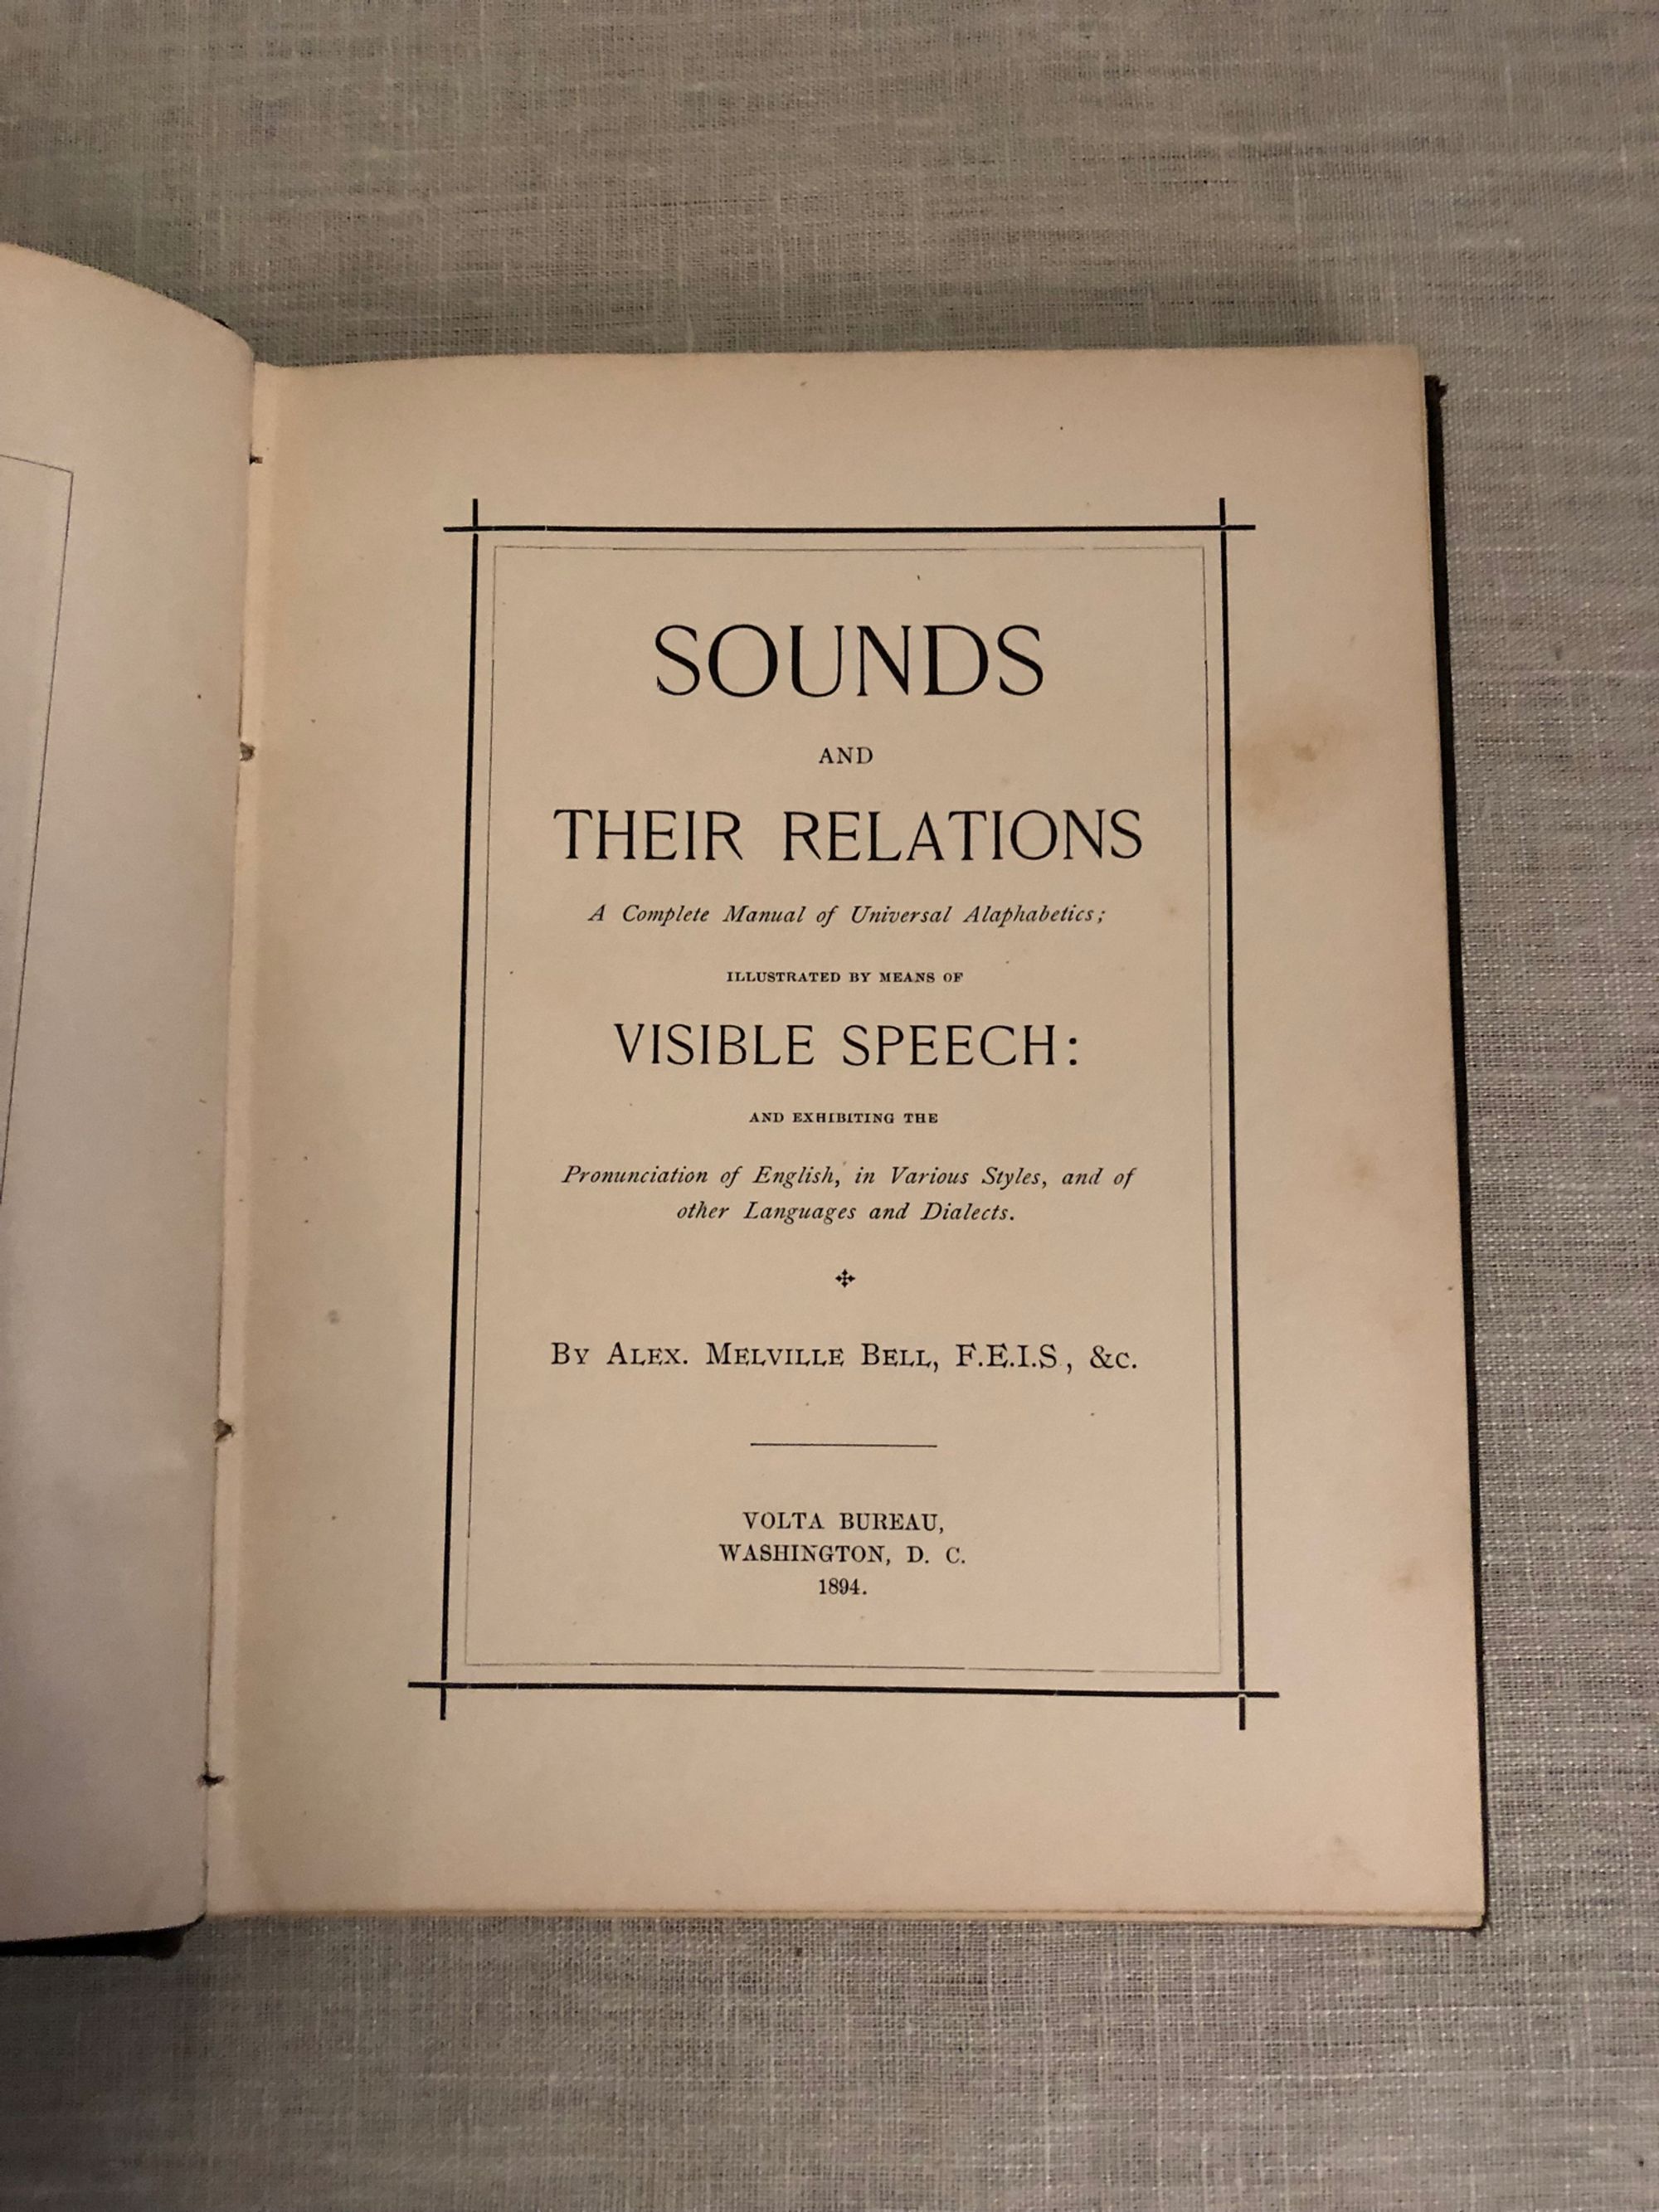 SOUNDS
AND
THEIR RELATIONS
A Complete Manual of Universal Alaphabetics;
ILLUSTRATED BY MEANS OF
VISIBLE SPEECH:
AND EXHIBITING THE
Pronunciation of English, in Various Styles, and of
other Languages and Dialects.
By Alex. Melville Bell, F.E.I.S., &c.
VOLTA BUREAU,
WASHINGTON, D. C.
1894.